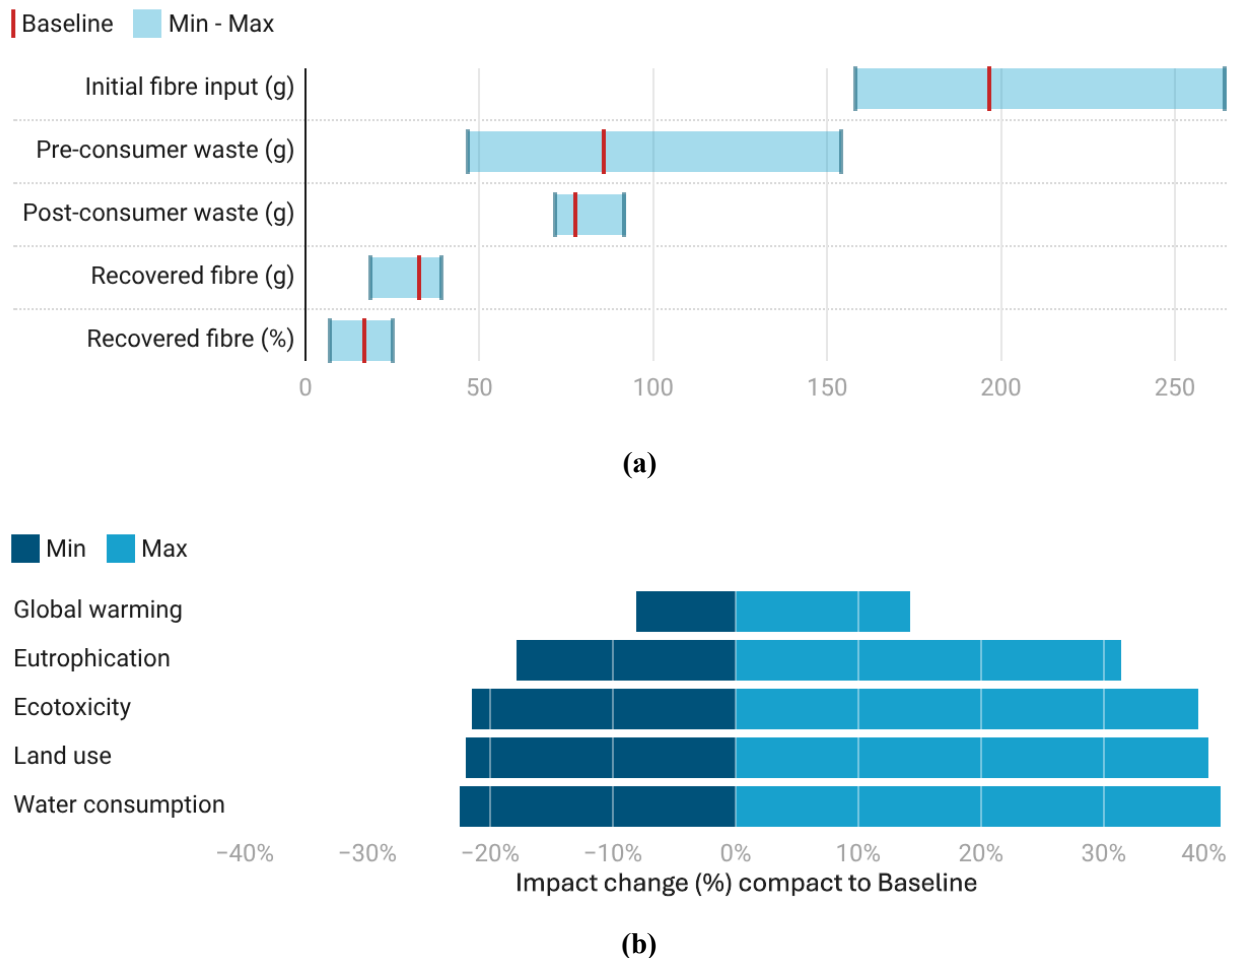 Baseline Min - Max
Initial fibre input (g)
Pre-consumer waste (g)
Post-consumer waste (g)
Recovered fibre (g)
Recovered fibre (%)
0 50 100 150 200 250
(a)
Min Max
Global warming
Eutrophication
Ecotoxicity
Land use
Water consumption
−40% −30% −20% −10% 0% 10% 20% 30% 40%
Impact change (%) compact to Baseline
(b)